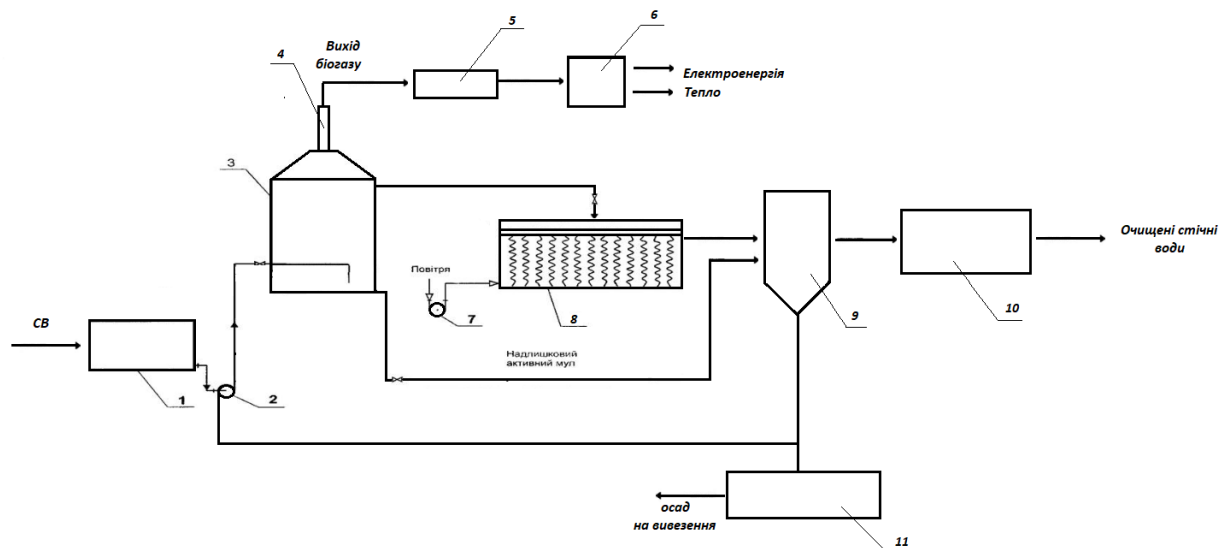 4
Вихід
біогазу
5
6
Електроенергія
Тепло
3
Повітря
7
8
9
10
Очищені стічні
води
СВ
1
2
Надлишковий
активний мул
осад
на вивезення
11